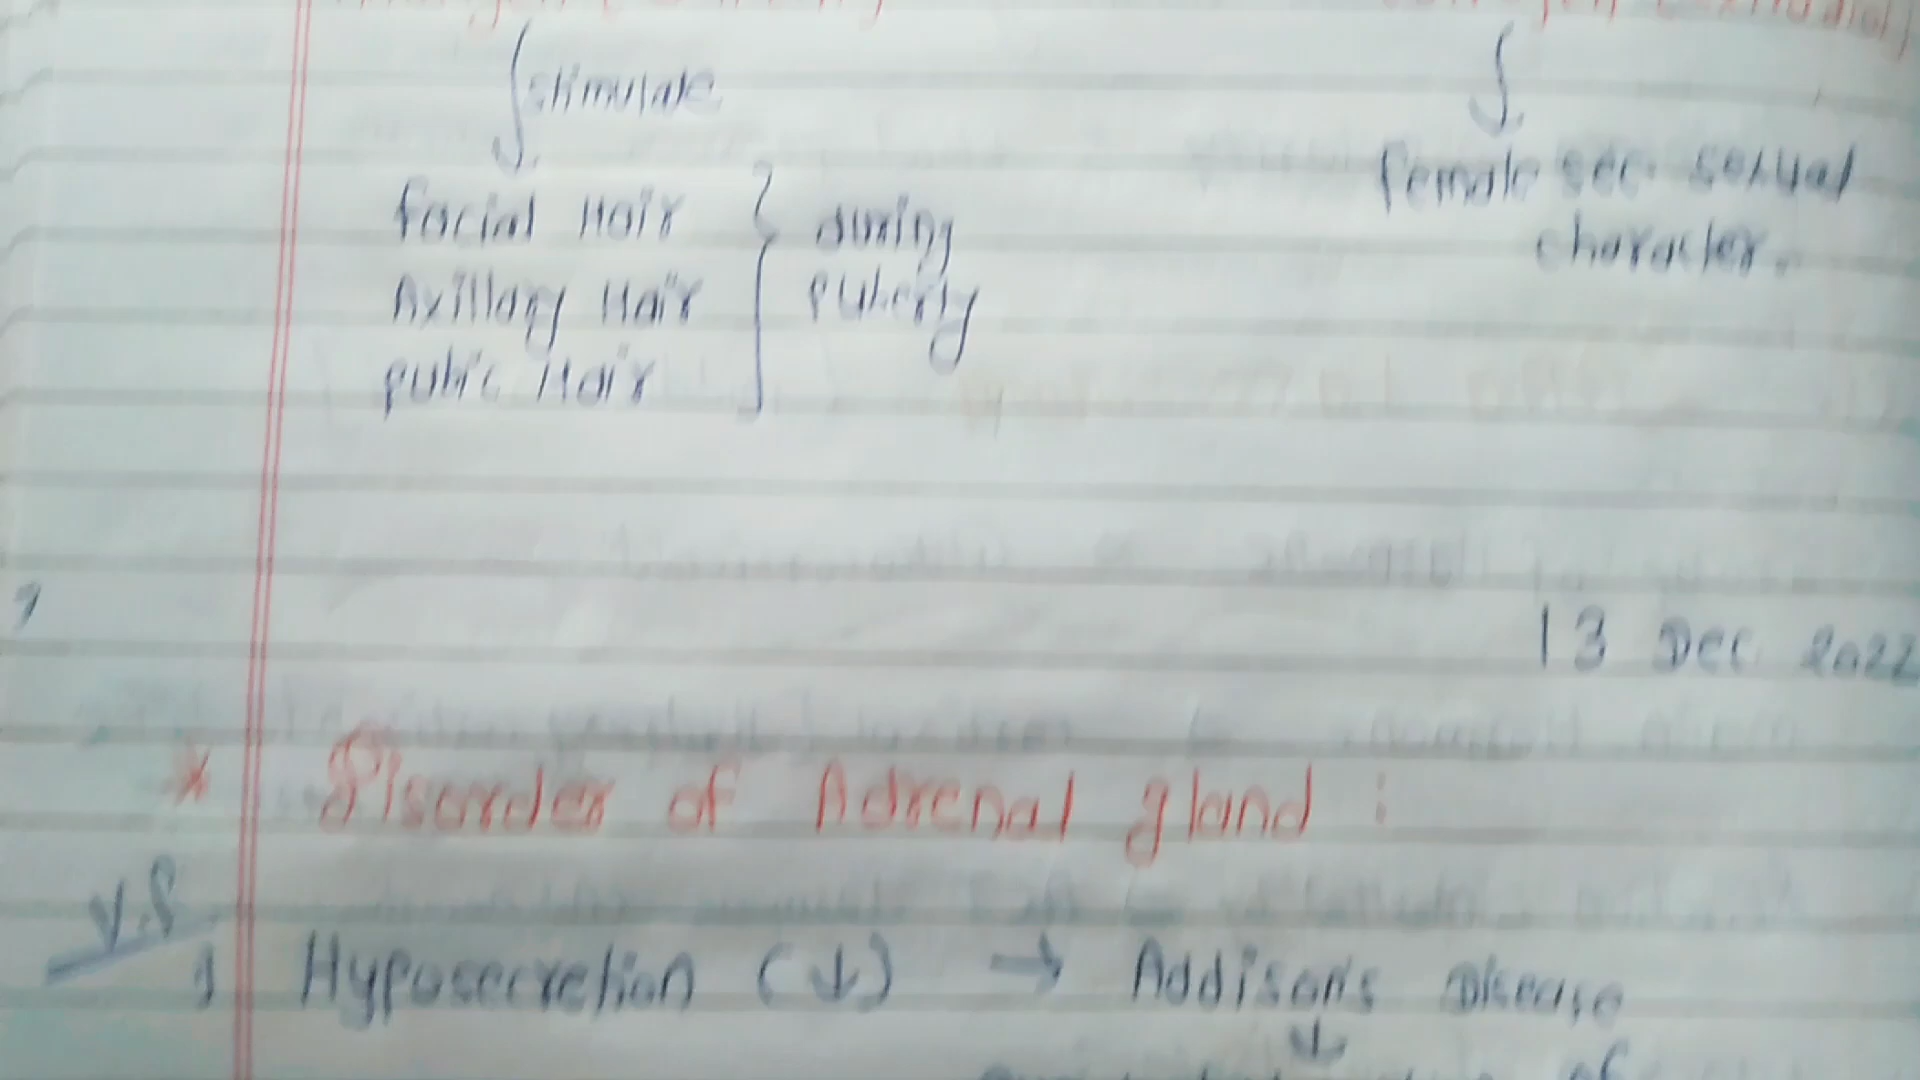 stimulate
facial Hair
Axillary Hair
pubic Hair
during
puberty
female sec. sexual
character.
13 Dec 2022
* Disorder of Adrenal gland :
1 Hyposecretion (↓) → Addison's Disease
↓
of